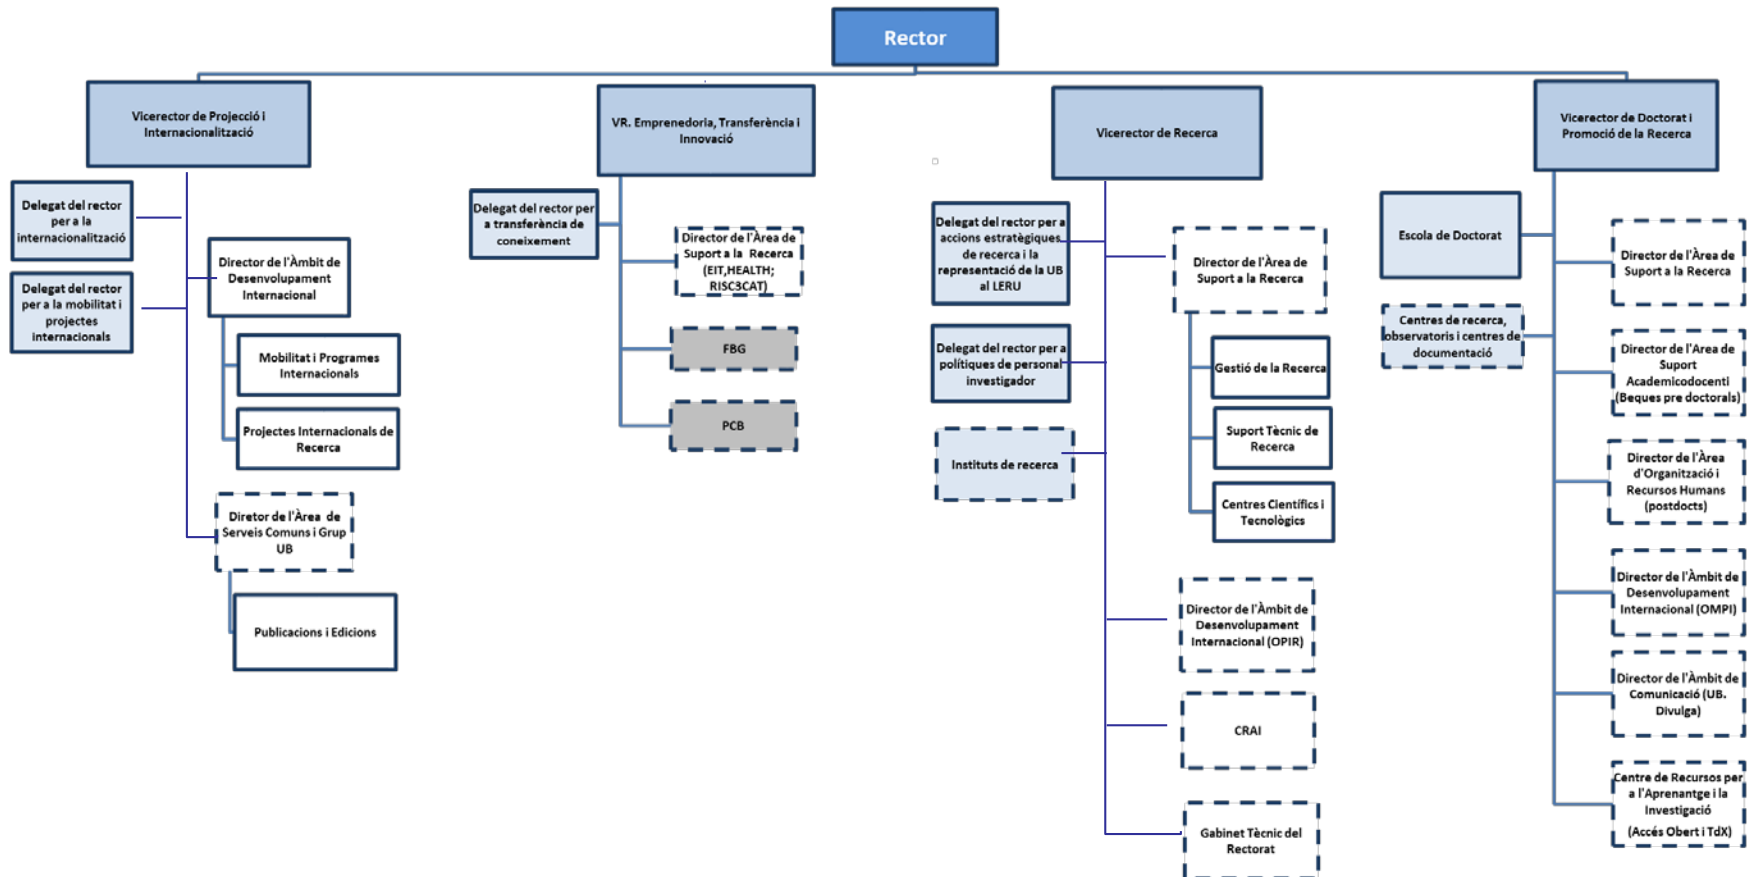 Rector
Vicerector de Projecció i
Internacionalització
Delegat del rector
per a la
internacionalització
Delegat del rector
per a la mobilitat i
projectes
internacionals
Director de l'Àmbit de
Desenvolupament
Internacional
Mobilitat i Programes
Internacionals
Projectes Internacionals de
Recerca
Diretor de l'Àrea de
Serveis Comuns i Grup
UB
Publicacions i Edicions
VR. Emprenedoria, Transferència i
Innovació
Delegat del rector per
a transferència de
coneixement
Director de l'Àrea de
Suport a la Recerca
(EIT,HEALTH;
RISC3CAT)
FBG
PCB
Vicerector de Recerca
Delegat del rector per a
accions estratègiques
de recerca i la
representació de la UB
al LERU
Delegat del rector per a
polítiques de personal
investigador
Instituts de recerca
Director de l'Àrea de
Suport a la Recerca
Gestió de la Recerca
Suport Tècnic de
Recerca
Centres Científics i
Tecnològics
Director de l'Àmbit de
Desenvolupament
Internacional (OPIR)
CRAI
Gabinet Tècnic del
Rectorat
Vicerector de Doctorat i
Promoció de la Recerca
Escola de Doctorat
Centres de recerca,
observatoris i centres de
documentació
Director de l'Àrea de
Suport a la Recerca
Director de l'Area de
Suport
Academicodocenti
(Beques pre doctorals)
Director de l'Àrea
d'Organització i
Recursos Humans
(postdocts)
Director de l'Àmbit de
Desenvolupament
Internacional (OMPI)
Director de l'Àmbit de
Comunicació (UB.
Divulga)
Centre de Recursos per
a l'Aprenantge i la
Investigació
(Accés Obert i TdX)